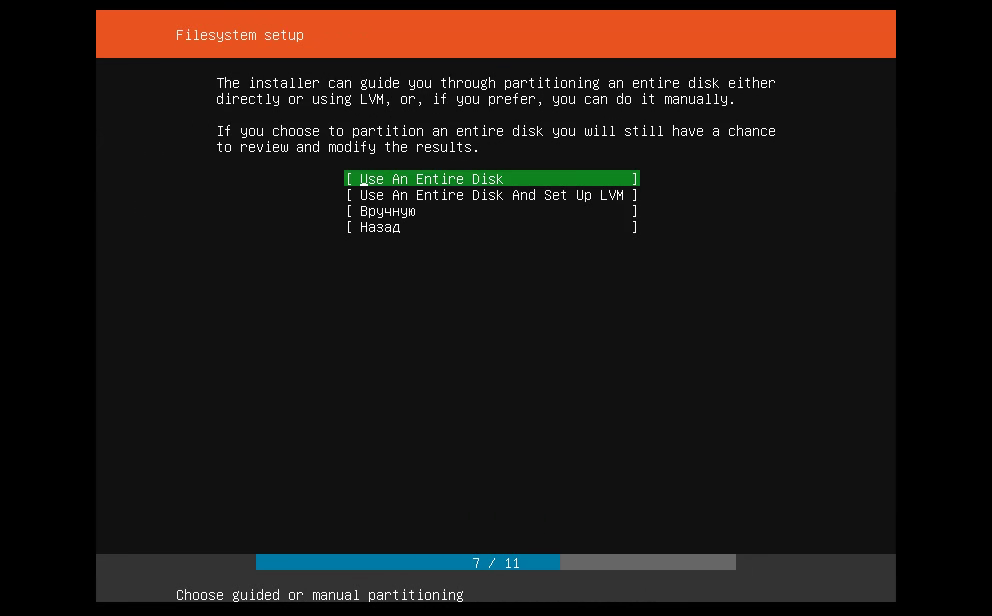 Filesystem setup
The installer can guide you through partitioning an entire disk either
directly or using LVM, or, if you prefer, you can do it manually.
If you choose to partition an entire disk you will still have a chance
to review and modify the results.
[ Use An Entire Disk ]
[ Use An Entire Disk And Set Up LVM ]
[ Вручную ]
[ Назад ]
7 / 11
Choose guided or manual partitioning